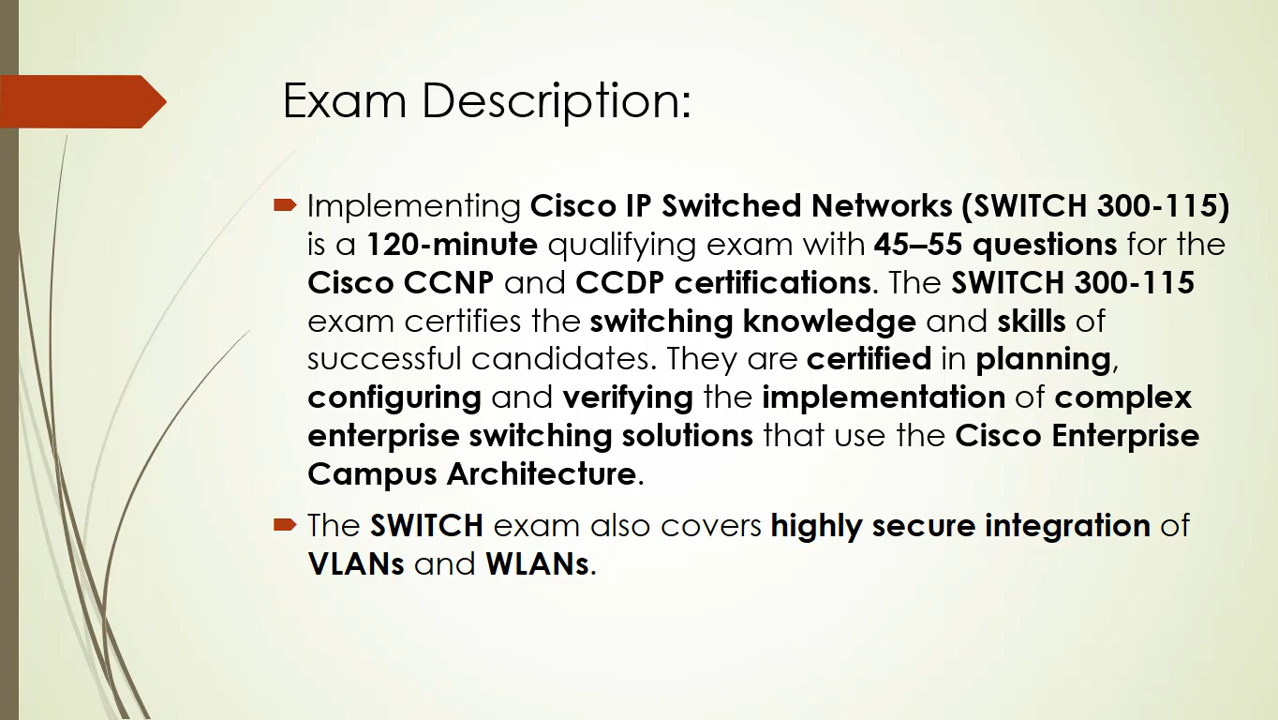 Exam Description:
Implementing Cisco IP Switched Networks (SWITCH 300-115)
is a 120-minute qualifying exam with 45–55 questions for the
Cisco CCNP and CCDP certifications. The SWITCH 300-115
exam certifies the switching knowledge and skills of
successful candidates. They are certified in planning,
configuring and verifying the implementation of complex
enterprise switching solutions that use the Cisco Enterprise
Campus Architecture.
The SWITCH exam also covers highly secure integration of
VLANs and WLANs.